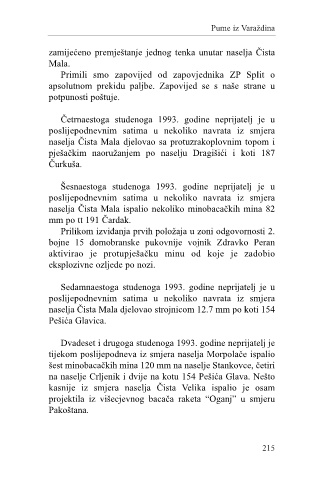 Pume iz Varaždina
zamijećeno premještanje jednog tenka unutar naselja Čista
Mala.
Primili smo zapovijed od zapovjednika ZP Split o
apsolutnom prekidu paljbe. Zapovijed se s naše strane u
potpunosti poštuje.
Četrnaestoga studenoga 1993. godine neprijatelj je u
poslijepodnevnim satima u nekoliko navrata iz smjera
naselja Čista Mala djelovao sa protuzrakoplovnim topom i
pješačkim naoružanjem po naselju Dragišići i koti 187
Ćurkuša.
Šesnaestoga studenoga 1993. godine neprijatelj je u
poslijepodnevnim satima u nekoliko navrata iz smjera
naselja Čista Mala ispalio nekoliko minobacačkih mina 82
mm po tt 191 Čardak.
Prilikom izviđanja prvih položaja u zoni odgovornosti 2.
bojne 15 domobranske pukovnije vojnik Zdravko Peran
aktivirao je protupješačku minu od koje je zadobio
eksplozivne ozljede po nozi.
Sedamnaestoga studenoga 1993. godine neprijatelj je u
poslijepodnevnim satima u nekoliko navrata iz smjera
naselja Čista Mala djelovao strojnicom 12.7 mm po koti 154
Pešića Glavica.
Dvadeset i drugoga studenoga 1993. godine neprijatelj je
tijekom poslijepodneva iz smjera naselja Morpolače ispalio
šest minobacačkih mina 120 mm na naselje Stankovce, četiri
na naselje Crljenik i dvije na kotu 154 Pešića Glava. Nešto
kasnije iz smjera naselja Čista Velika ispalio je osam
projektila iz višecjevnog bacača raketa “Oganj” u smjeru
Pakoštana.
215